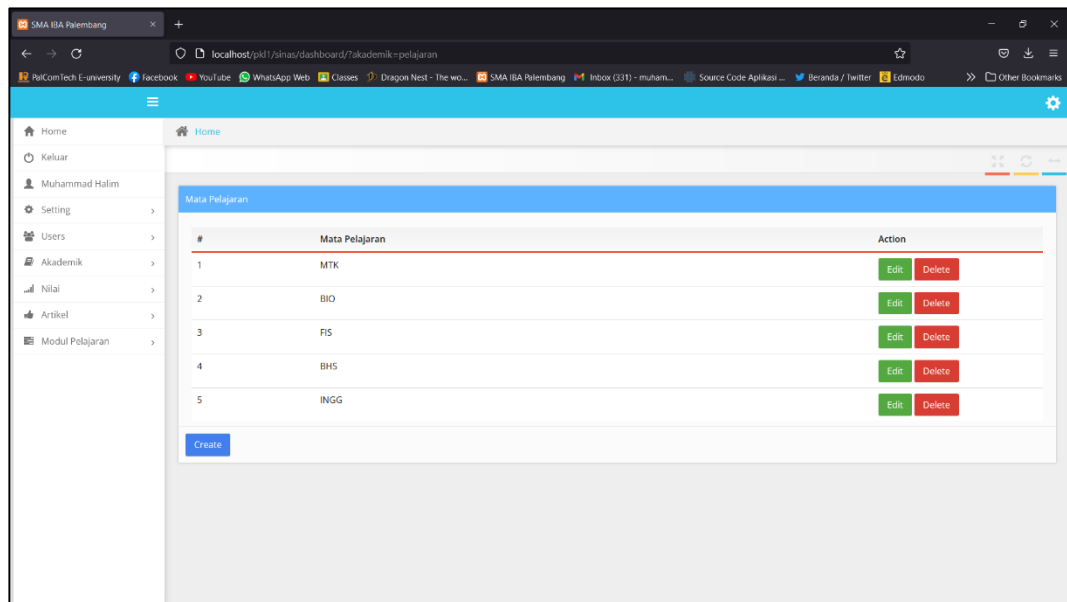 SMA IBA Palembang
localhost/pkl1/sinas/dashboard/?akademik=pelajaran
PalComTech E-university Facebook YouTube WhatsApp Web Classes Dragon Nest - The wo... SMA IBA Palembang Inbox (331) - muham... Source Code Aplikasi ... Beranda / Twitter Edmodo Other Bookmarks
Home
Home
Keluar
Muhammad Halim
Setting
Users
Akademik
Nilai
Artikel
Modul Pelajaran
Mata Pelajaran
# Mata Pelajaran Action
1 MTK Edit Delete
2 BIO Edit Delete
3 FIS Edit Delete
4 BHS Edit Delete
5 INGG Edit Delete
Create